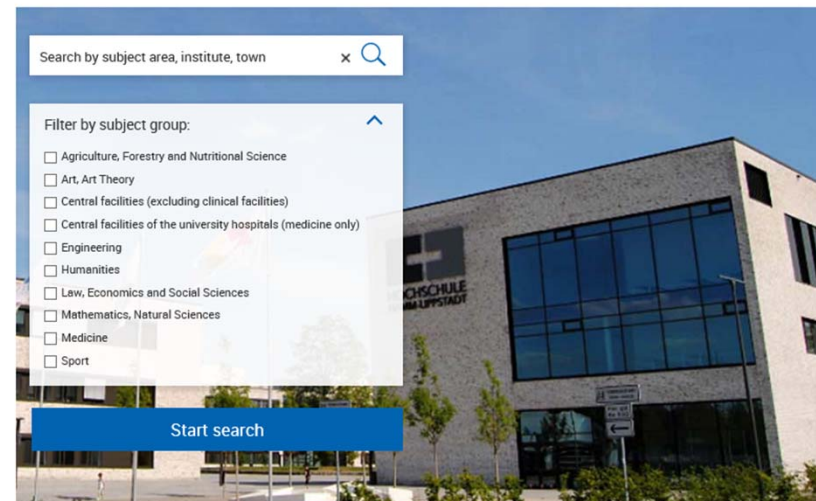 Search by subject area, institute, town
Filter by subject group:
Agriculture, Forestry and Nutritional Science
Art, Art Theory
Central facilities (excluding clinical facilities)
Central facilities of the university hospitals (medicine only)
Engineering
Humanities
Law, Economics and Social Sciences
Mathematics, Natural Sciences
Medicine
Sport
Start search
CHSCHULE
LIPPSTADT